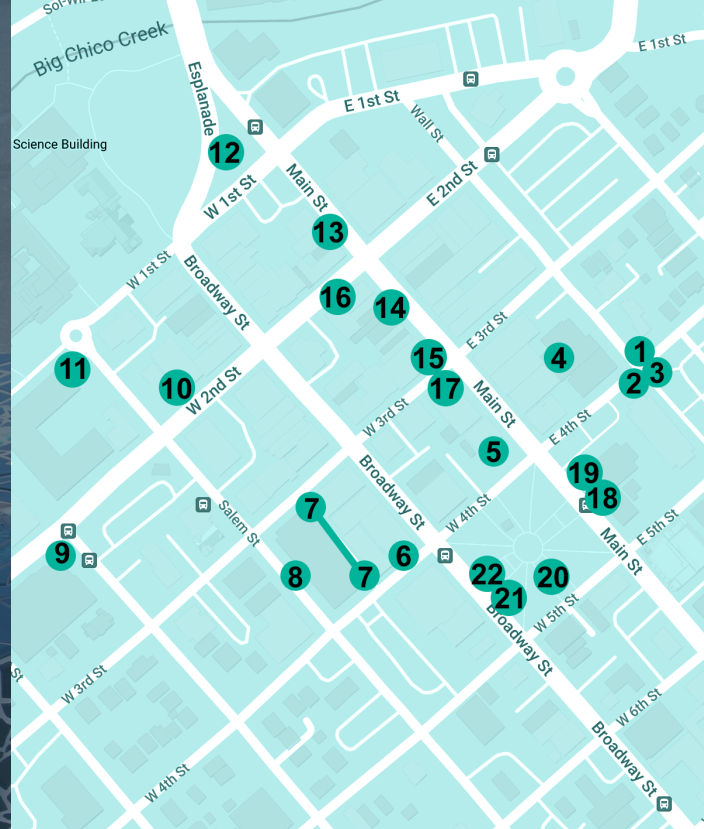 Big Chico Creek
E 1st St
Esplanade
E 1st St
Wall St
Science Building
12
W 1st St
Main St
E 2nd St
13
W 1st St
Broadway St
16
14
E 3rd St
15
4
1
3
2
11
10
W 2nd St
17
Main St
W 3rd St
E 4th St
5
Broadway St
19
18
7
Salem St
W 4th St
E 5th St
Main St
9
6
8
7
22
20
21
W 5th St
Broadway St
St
W 3rd St
W 6th St
Broadway St
W 4th St